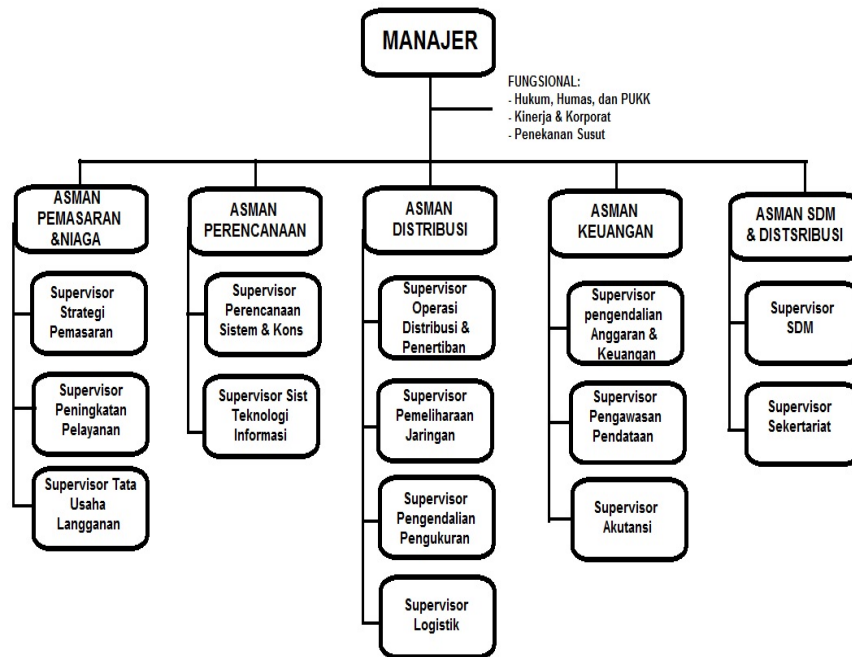 MANAJER
FUNGSIONAL:
- Hukum, Humas, dan PUKK
- Kinerja & Korporat
- Penekanan Susut
ASMAN
PEMASARAN
&NIAGA
Supervisor
Strategi
Pemasaran
Supervisor
Peningkatan
Pelayanan
Supervisor Tata
Usaha
Langganan
ASMAN
PERENCANAAN
Supervisor
Perencanaan
Sistem & Kons
Supervisor Sist
Teknologi
Informasi
ASMAN
DISTRIBUSI
Supervisor
Operasi
Distribusi &
Penertiban
Supervisor
Pemeliharaan
Jaringan
Supervisor
Pengendalian
Pengukuran
Supervisor
Logistik
ASMAN
KEUANGAN
Supervisor
pengendalian
Anggaran &
Keuangan
Supervisor
Pengawasan
Pendataan
Supervisor
Akutansi
ASMAN SDM
& DISTSRIBUSI
Supervisor
SDM
Supervisor
Sekertariat